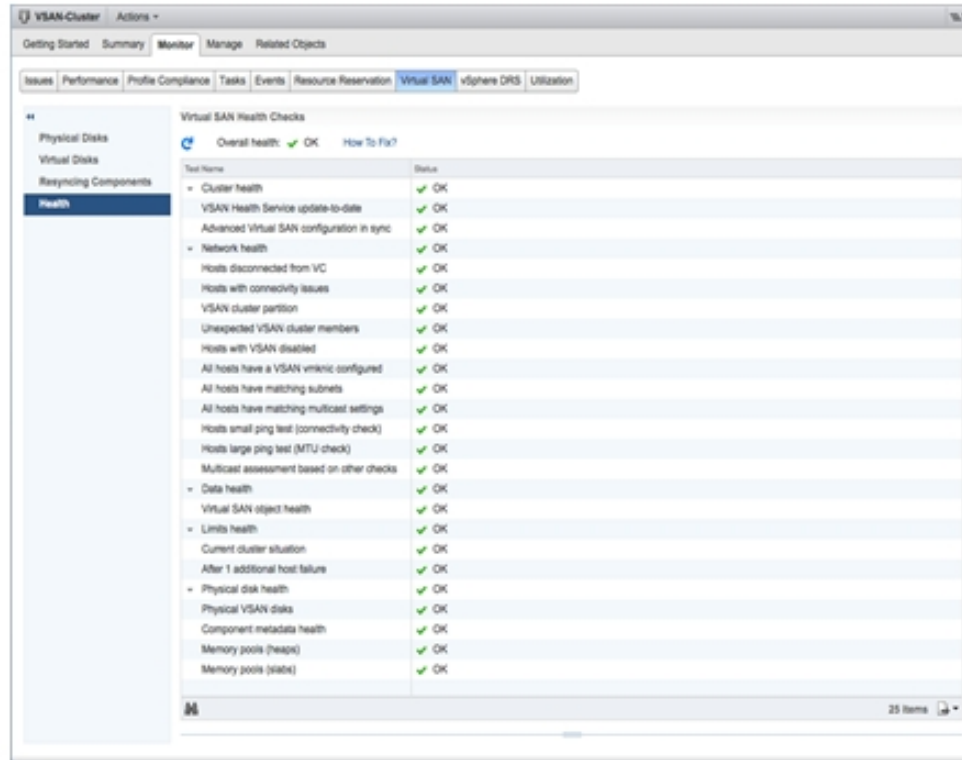 VSAN-Cluster Actions
Getting Started Summary Monitor Manage Related Objects
Issues Performance Profile Compliance Tasks Events Resource Reservation Virtual SAN vSphere DRS Utilization
Physical Disks
Virtual Disks
Resyncing Components
Health
Virtual SAN Health Checks
Overall health: OK How To Fix?
Test Name Status
Cluster health OK
VSAN Health Service update-to-date OK
Advanced Virtual SAN configuration in sync OK
Network health OK
Hosts disconnected from VC OK
Hosts with connecivity issues OK
VSAN cluster partition OK
Unexpected VSAN cluster members OK
Hosts with VSAN disabled OK
All hosts have a VSAN vmknic configured OK
All hosts have matching subnets OK
All hosts have matching multicast settings OK
Hosts small ping test (connectivity check) OK
Hosts large ping test (MTU check) OK
Multicast assessment based on other checks OK
Data health OK
Virtual SAN object health OK
Limits health OK
Current cluster situation OK
After 1 additional host failure OK
Physical disk health OK
Physical VSAN disks OK
Component metadata health OK
Memory pools (heaps) OK
Memory pools (slabs) OK
25 items